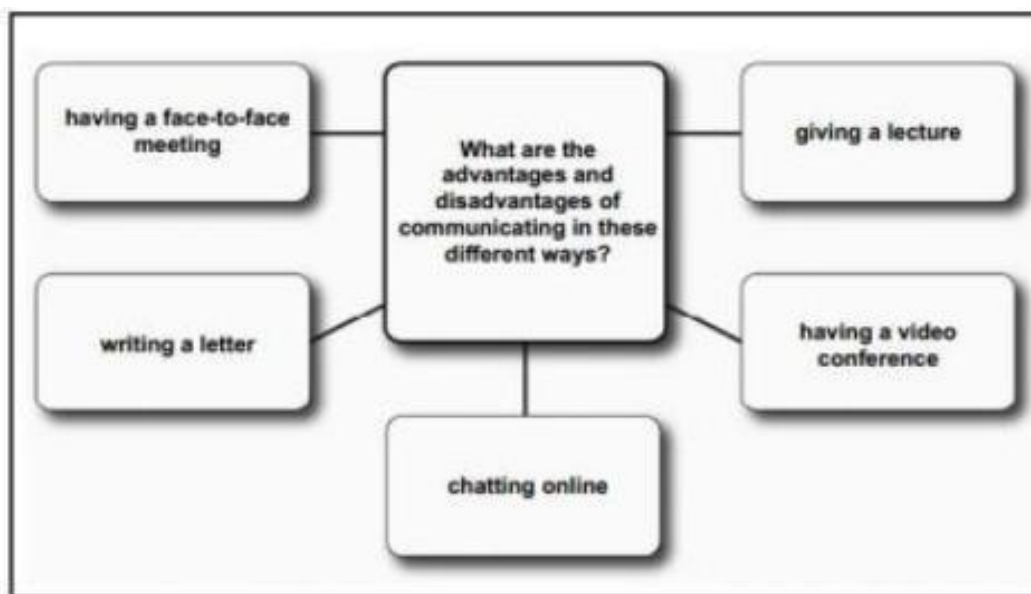 having a face-to-face
meeting
What are the
advantages and
disadvantages of
communicating in these
different ways?
giving a lecture
writing a letter
having a video
conference
chatting online